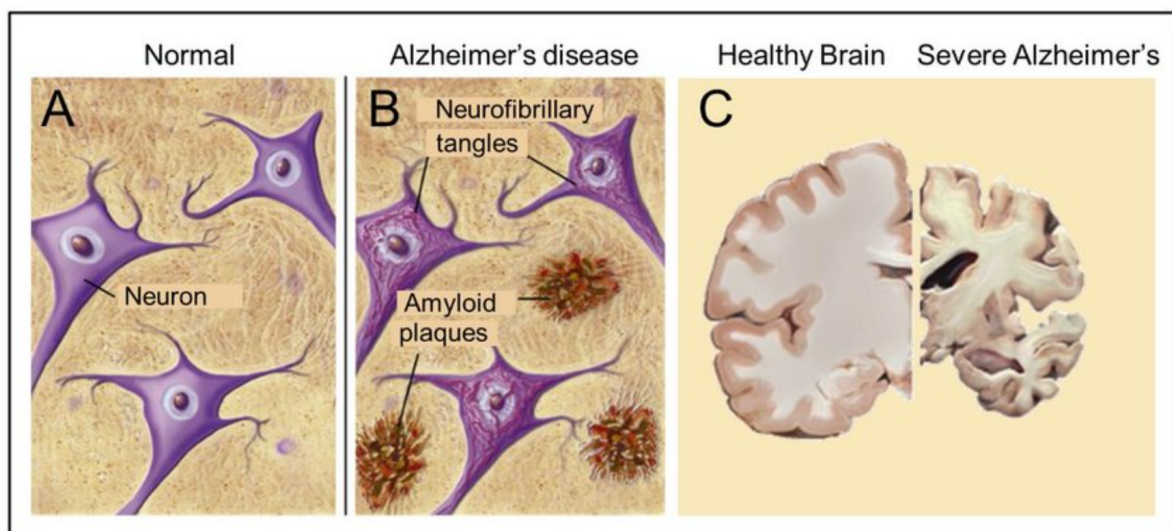 Normal
Alzheimer's disease
Healthy Brain
Severe Alzheimer's
A
Neuron
B
Neurofibrillary
tangles
Amyloid
plaques
C